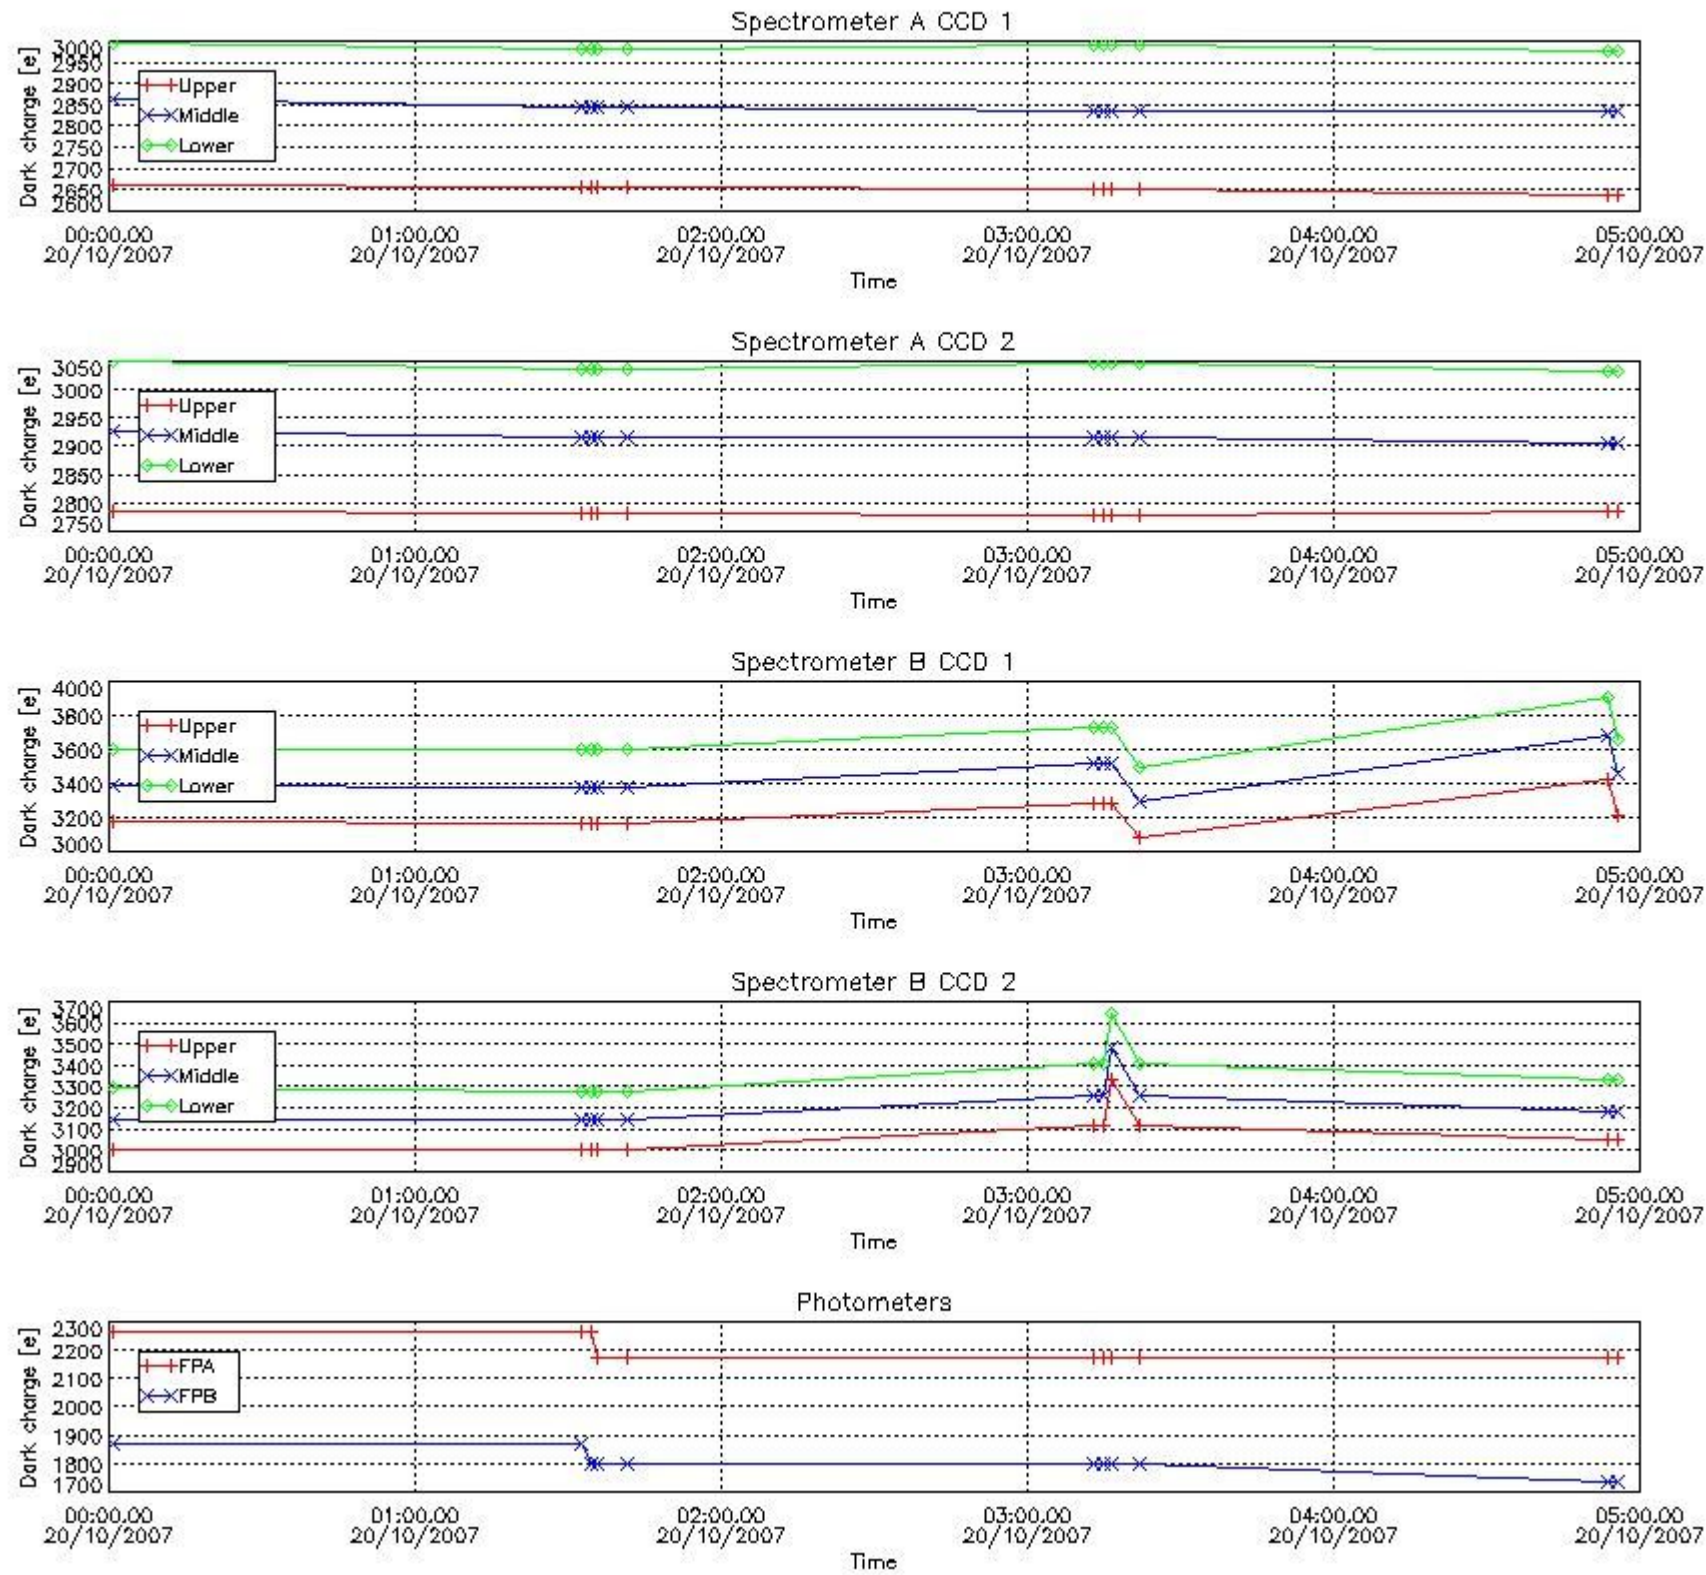 Spectrometer A CCD 1
Dark charge [e]
3000
2950
2900
2850
2800
2750
2700
2650
2600
Upper
Middle
Lower
00:00.00 01:00.00 02:00.00 03:00.00 04:00.00 05:00.00
20/10/2007 20/10/2007 20/10/2007 20/10/2007 20/10/2007 20/10/2007
Time
Spectrometer A CCD 2
Dark charge [e]
3050
3000
2950
2900
2850
2800
2750
Upper
Middle
Lower
00:00.00 01:00.00 02:00.00 03:00.00 04:00.00 05:00.00
20/10/2007 20/10/2007 20/10/2007 20/10/2007 20/10/2007 20/10/2007
Time
Spectrometer B CCD 1
Dark charge [e]
4000
3800
3600
3400
3200
3000
Upper
Middle
Lower
00:00.00 01:00.00 02:00.00 03:00.00 04:00.00 05:00.00
20/10/2007 20/10/2007 20/10/2007 20/10/2007 20/10/2007 20/10/2007
Time
Spectrometer B CCD 2
Dark charge [e]
3700
3600
3500
3400
3300
3200
3100
3000
2900
Upper
Middle
Lower
00:00.00 01:00.00 02:00.00 03:00.00 04:00.00 05:00.00
20/10/2007 20/10/2007 20/10/2007 20/10/2007 20/10/2007 20/10/2007
Time
Photometers
Dark charge [e]
2300
2200
2100
2000
1900
1800
1700
FPA
FPB
00:00.00 01:00.00 02:00.00 03:00.00 04:00.00 05:00.00
20/10/2007 20/10/2007 20/10/2007 20/10/2007 20/10/2007 20/10/2007
Time